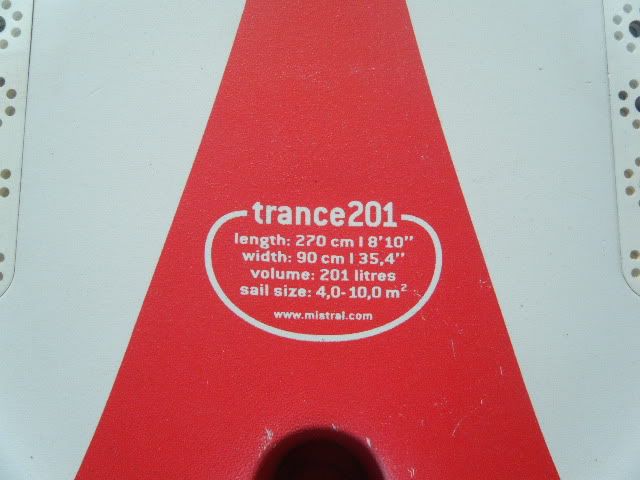 trance201
length: 270 cm | 8'10''
width: 90 cm | 35,4''
volume: 201 litres
sail size: 4,0-10,0 m²
www.mistral.com